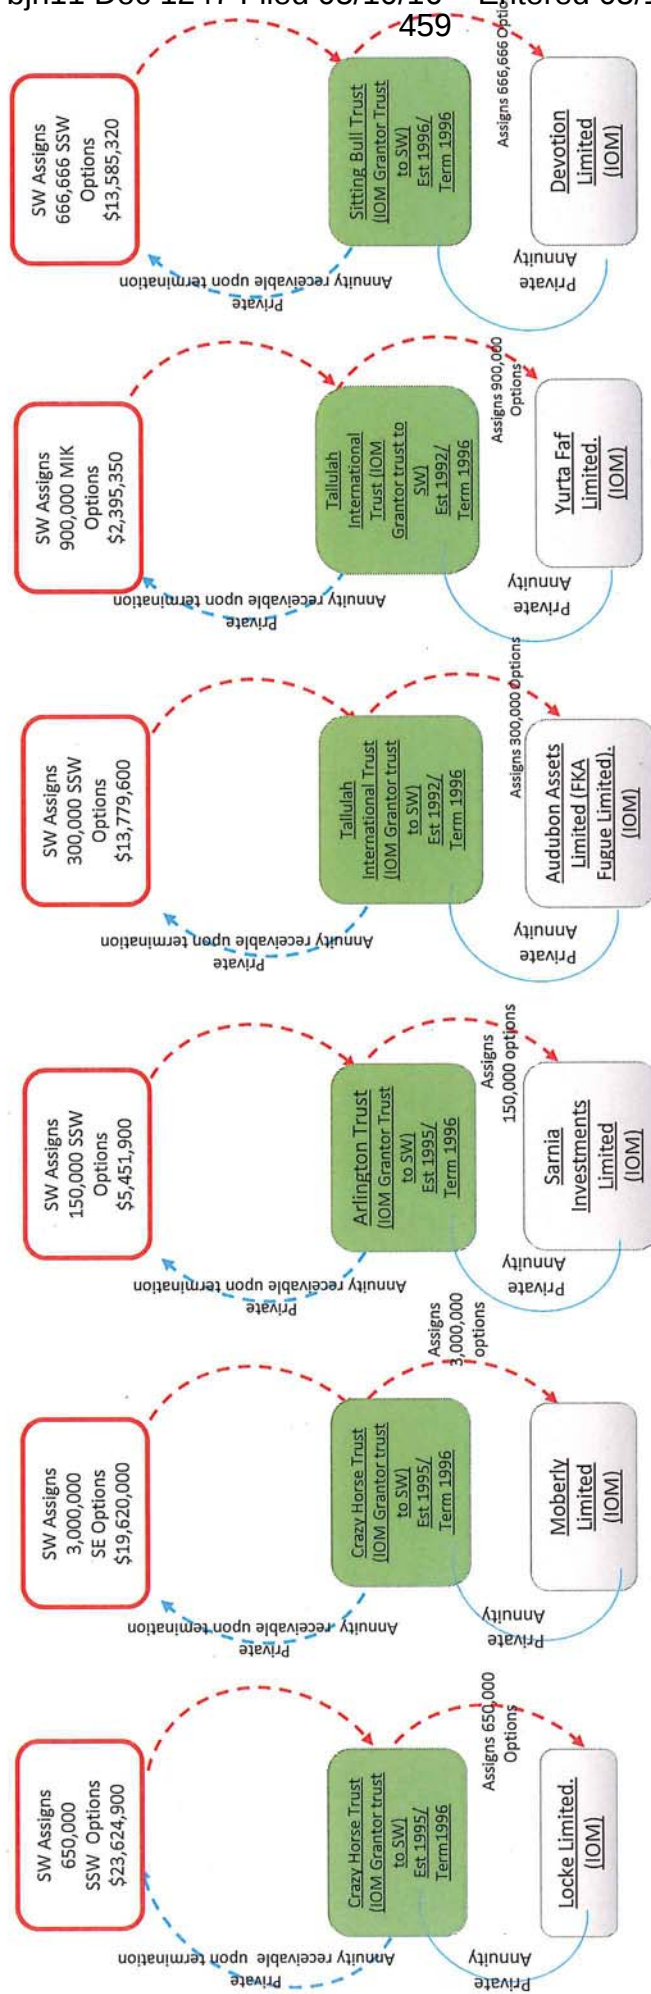 bjh11 Doc 1247 Filed 03/10/16 Entered 03/1
459
SW Assigns
666,666 SSW
Options
$13,585,320
Private
Annuity receivable upon termination
Sitting Bull Trust
(IOM Grantor Trust
to SW)
Est 1996/
Term 1996
Assigns 666,666 Optio
Private
Annuity
Devotion
Limited
(IOM)
SW Assigns
900,000 MIK
Options
$2,395,350
Private
Annuity receivable upon termination
Tallulah
International
Trust (IOM
Grantor trust to
SW)
Est 1992/
Term 1996
Assigns 900,000
Options
Private
Annuity
Yurta Faf
Limited.
(IOM)
SW Assigns
300,000 SSW
Options
$13,779,600
Private
Annuity receivable upon termination
Tallulah
International Trust
(IOM Grantor trust
to SW)
Est 1992/
Term 1996
Assigns 300,000 Options
Private
Annuity
Audubon Assets
Limited (FKA
Fugue Limited).
(IOM)
SW Assigns
150,000 SSW
Options
$5,451,900
Private
Annuity receivable upon termination
Arlington Trust
(IOM Grantor Trust
to SW)
Est 1995/
Term 1996
Assigns
150,000 options
Private
Annuity
Sarnia
Investments
Limited
(IOM)
SW Assigns
3,000,000
SE Options
$19,620,000
Private
Annuity receivable upon termination
Crazy Horse Trust
(IOM Grantor trust
to SW)
Est 1995/
Term 1996
Assigns
3,000,000
options
Private
Annuity
Moberly
Limited
(IOM)
SW Assigns
650,000
SSW Options
$23,624,900
Private
Annuity receivable upon termination
Crazy Horse Trust
(IOM Grantor trust
to SW)
Est 1995/
Term1996
Assigns 650,000
Options
Private
Annuity
Locke Limited.
(IOM)